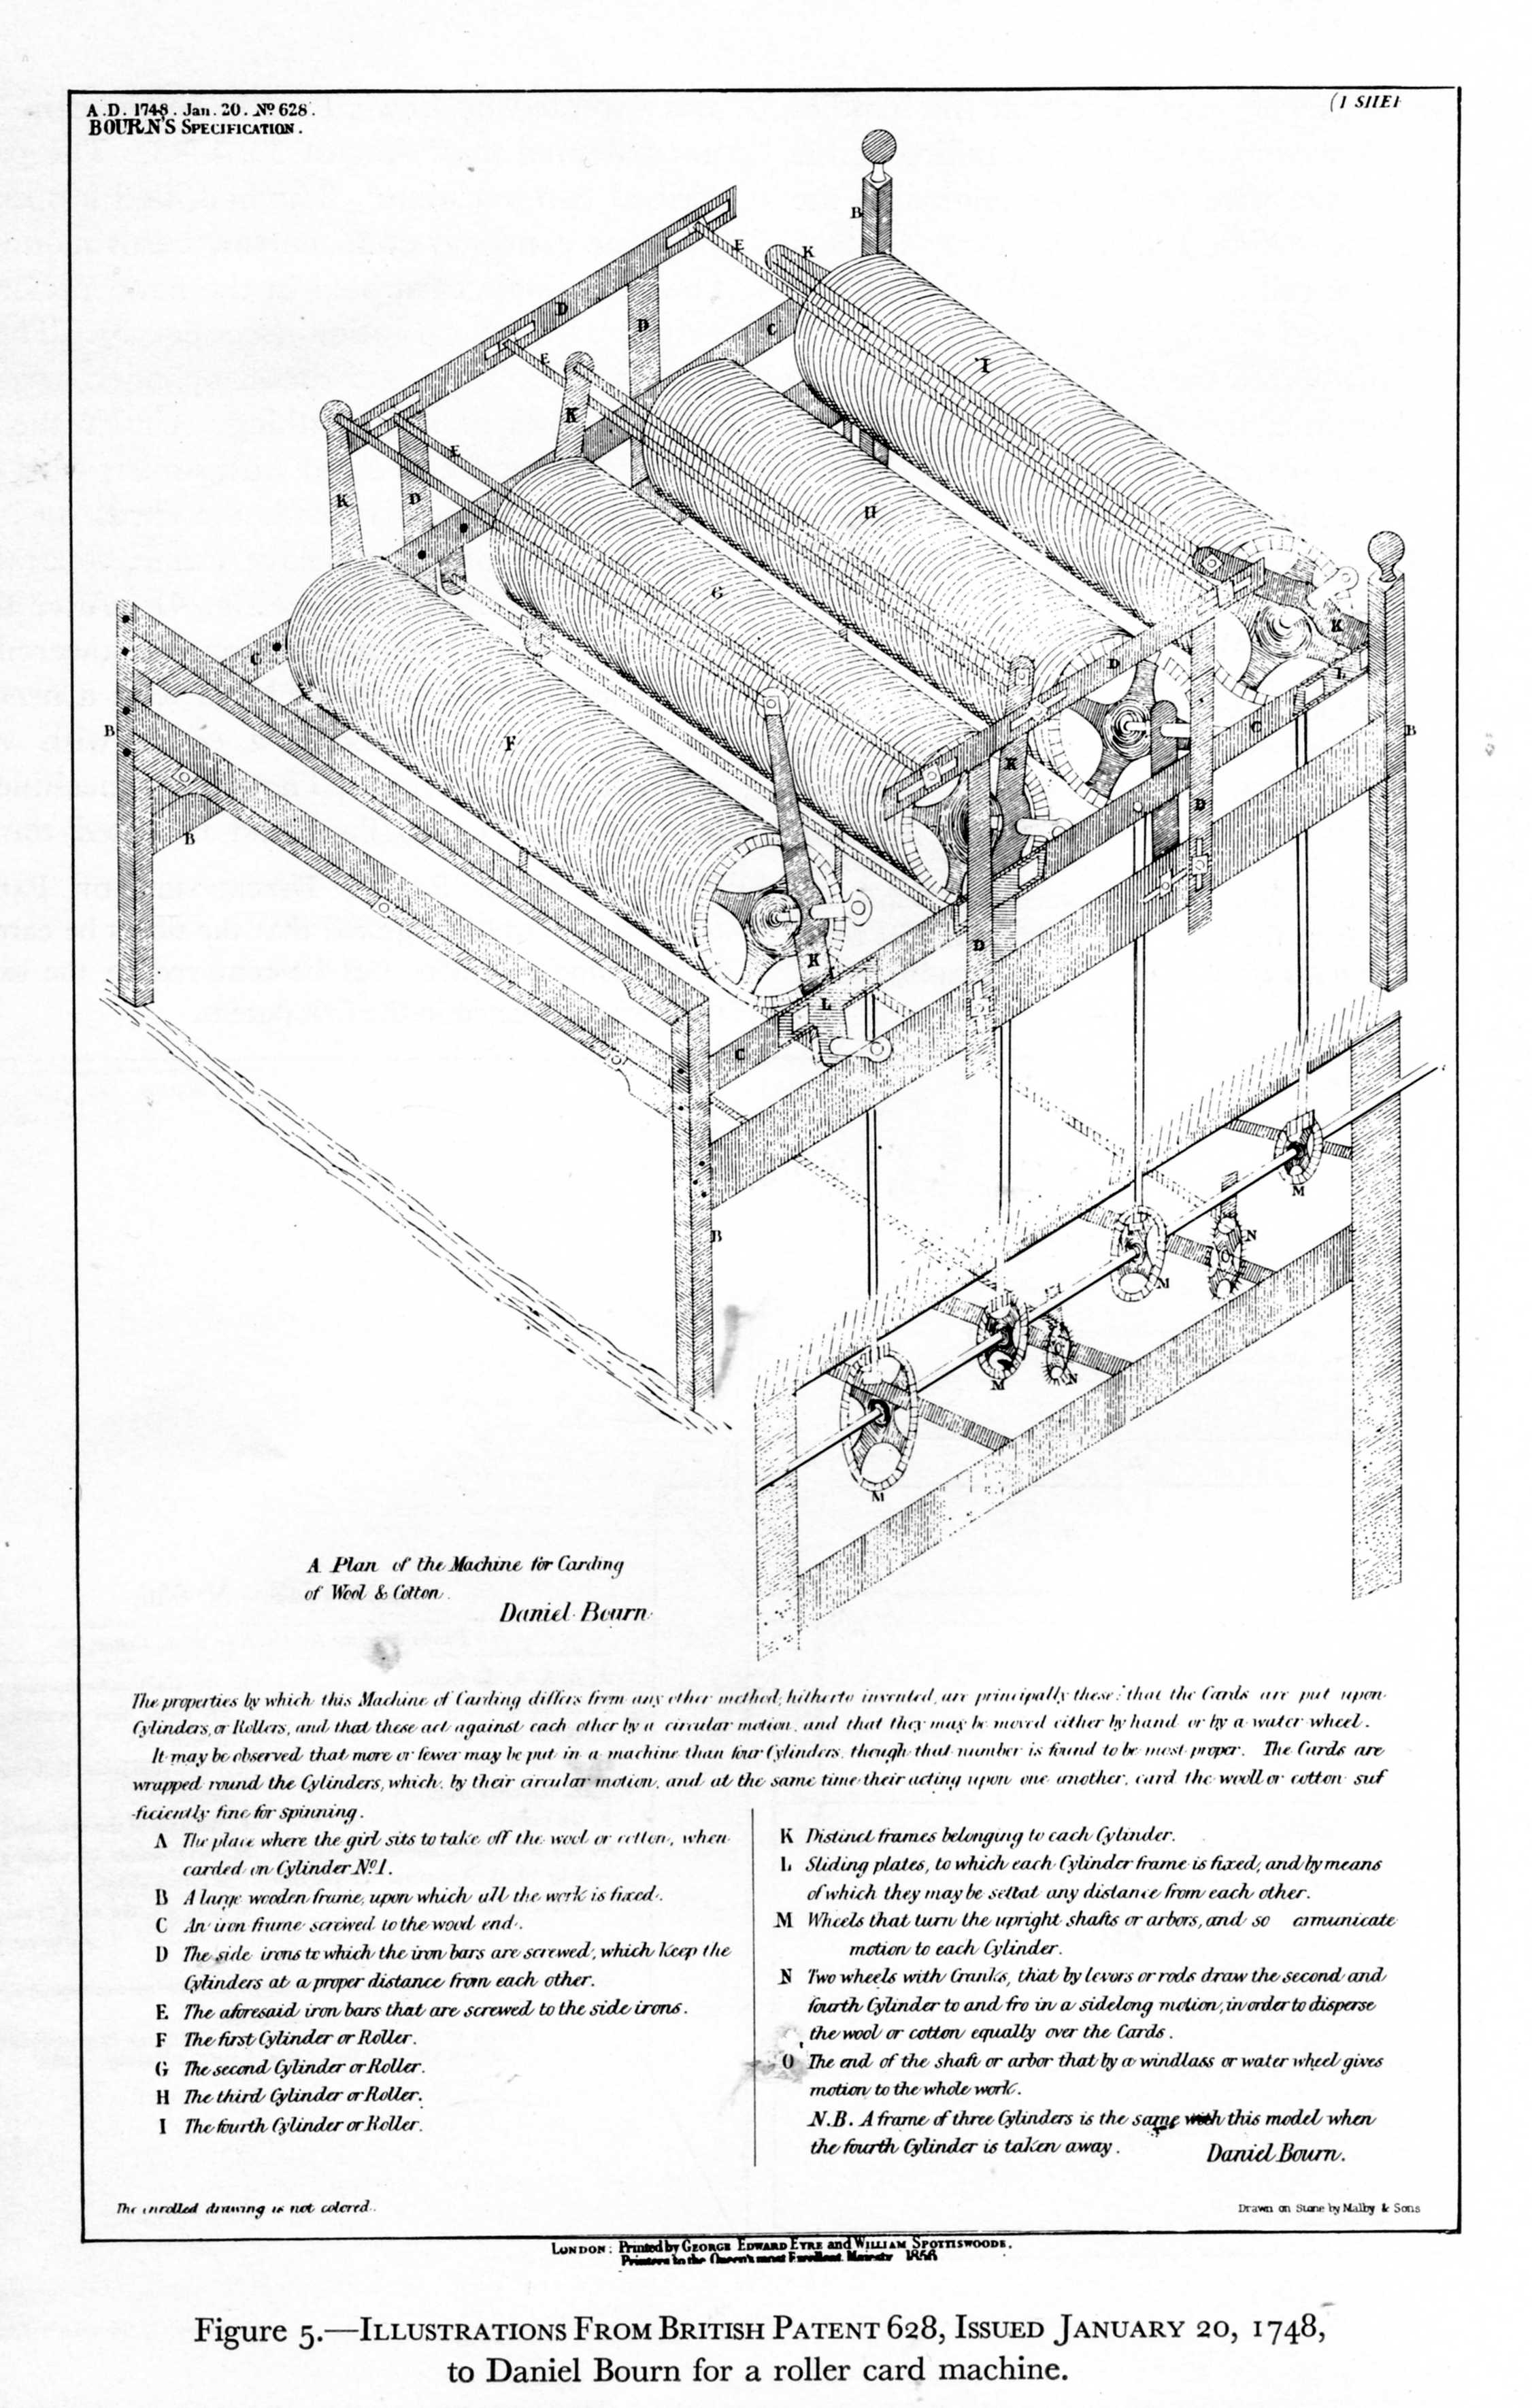 A.D. 1748. Jan. 20. Nº 628.
BOURN'S SPECIFICATION.
(1 SHE
B
E
K
D
D
C
I
E
K
E
H
K
D
G
K
D
C
L
F
B
C
B
K
D
B
D
K
L
C
D
M
B
N
M
M
N
M
A Plan of the Machine for Carding
of Wool & Cotton.
Daniel Bourn
The properties by which this Machine of Carding differs from any other method, hitherto invented, are principally these: that the Cards are put upon
Cylinders, or Rollers, and that these act against each other by a circular motion, and that they may be moved either by hand or by a water wheel.
It may be observed that more or fewer may be put in a machine than four Cylinders, though that number is found to be most proper. The Cards are
wrapped round the Cylinders, which, by their circular motion, and at the same time their acting upon one another, card the wooll or cotton suf
-ficiently fine for spinning.
A The place where the girl sits to take off the wool or cotton, when
carded on Cylinder Nº 1.
B A large wooden frame, upon which all the work is fixed.
C An iron frame screwed to the wood end.
D The side irons to which the iron bars are screwed, which keep the
Cylinders at a proper distance from each other.
E The aforesaid iron bars that are screwed to the side irons.
F The first Cylinder or Roller.
G The second Cylinder or Roller.
H The third Cylinder or Roller.
I The fourth Cylinder or Roller.
K Distinct frames belonging to each Cylinder.
L Sliding plates, to which each Cylinder frame is fixed, and by means
of which they may be set at any distance from each other.
M Wheels that turn the upright shafts or arbors, and so comunicate
motion to each Cylinder.
N Two wheels with Cranks, that by levors or rods draw the second and
fourth Cylinder to and fro in a sidelong motion, in order to disperse
the wool or cotton equally over the Cards.
O The end of the shaft or arbor that by a windlass or water wheel gives
motion to the whole work.
N.B. A frame of three Cylinders is the same with this model when
the fourth Cylinder is taken away.
Daniel Bourn.
The enrolled drawing is not colored.
Drawn on Stone by Malby & Sons
LONDON: Printed by GEORGE EDWARD EYRE and WILLIAM SPOTTISWOODE,
Printers to the Queen's most Excellent Majesty 1856
Figure 5.—ILLUSTRATIONS FROM BRITISH PATENT 628, ISSUED JANUARY 20, 1748,
to Daniel Bourn for a roller card machine.